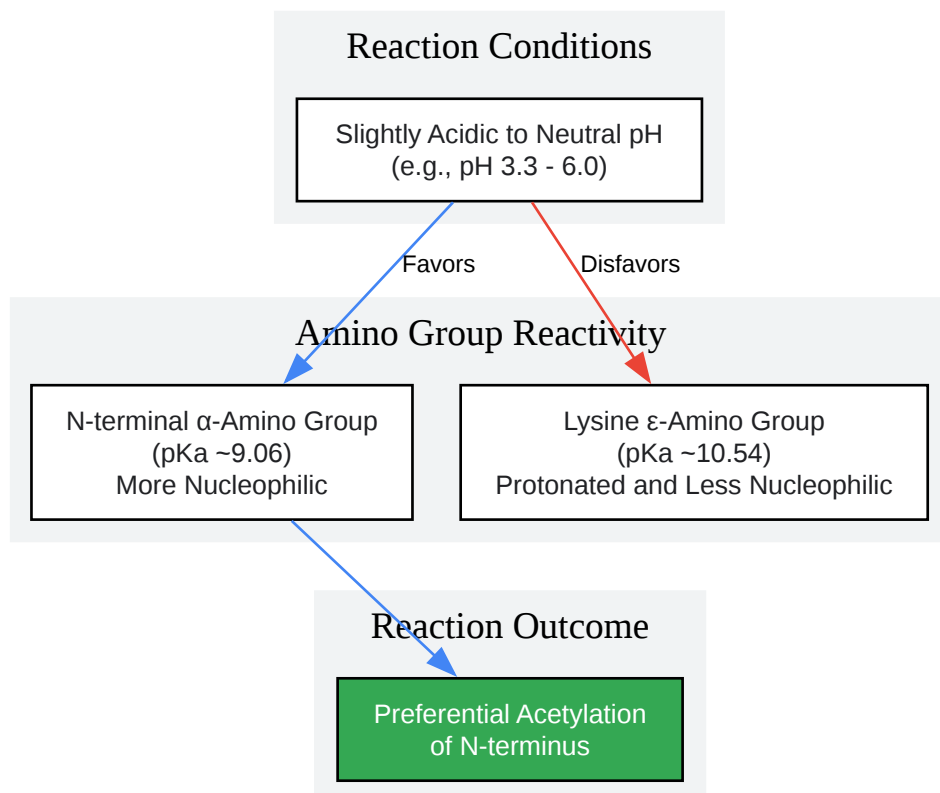 Reaction Conditions
Slightly Acidic to Neutral pH
(e.g., pH 3.3 - 6.0)
Favors
Disfavors
Amino Group Reactivity
N-terminal α-Amino Group
(pKa ~9.06)
More Nucleophilic
Lysine ε-Amino Group
(pKa ~10.54)
Protonated and Less Nucleophilic
Reaction Outcome
Preferential Acetylation
of N-terminus